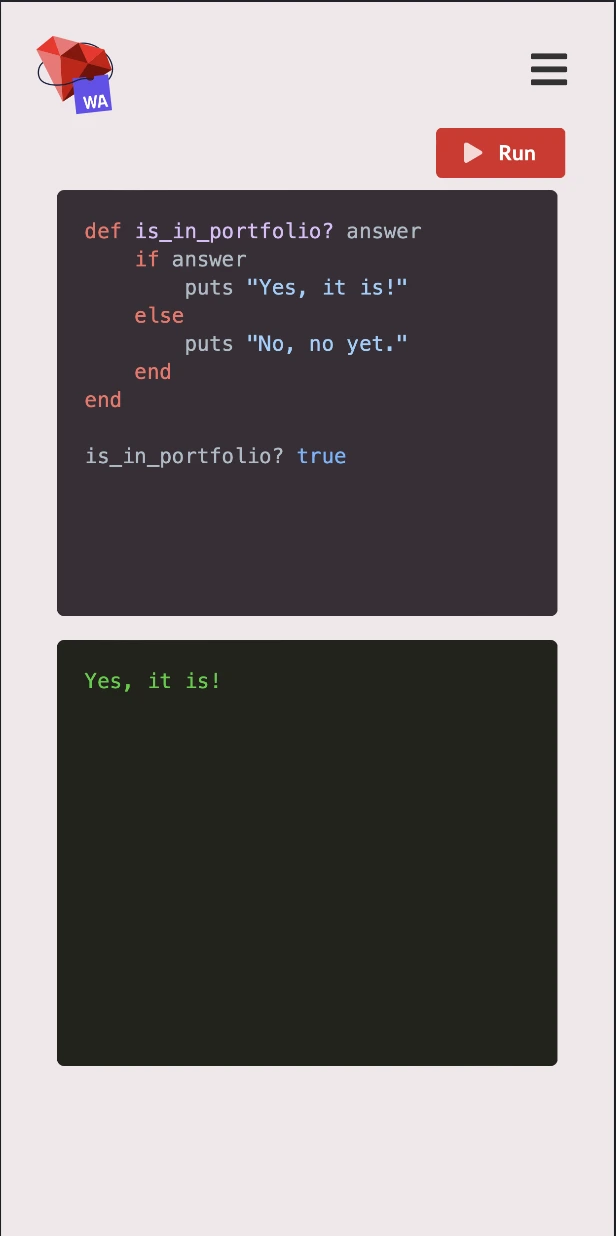 WA
Run
def is_in_portfolio? answer
    if answer
        puts "Yes, it is!"
    else
        puts "No, no yet."
    end
end
is_in_portfolio? true
Yes, it is!